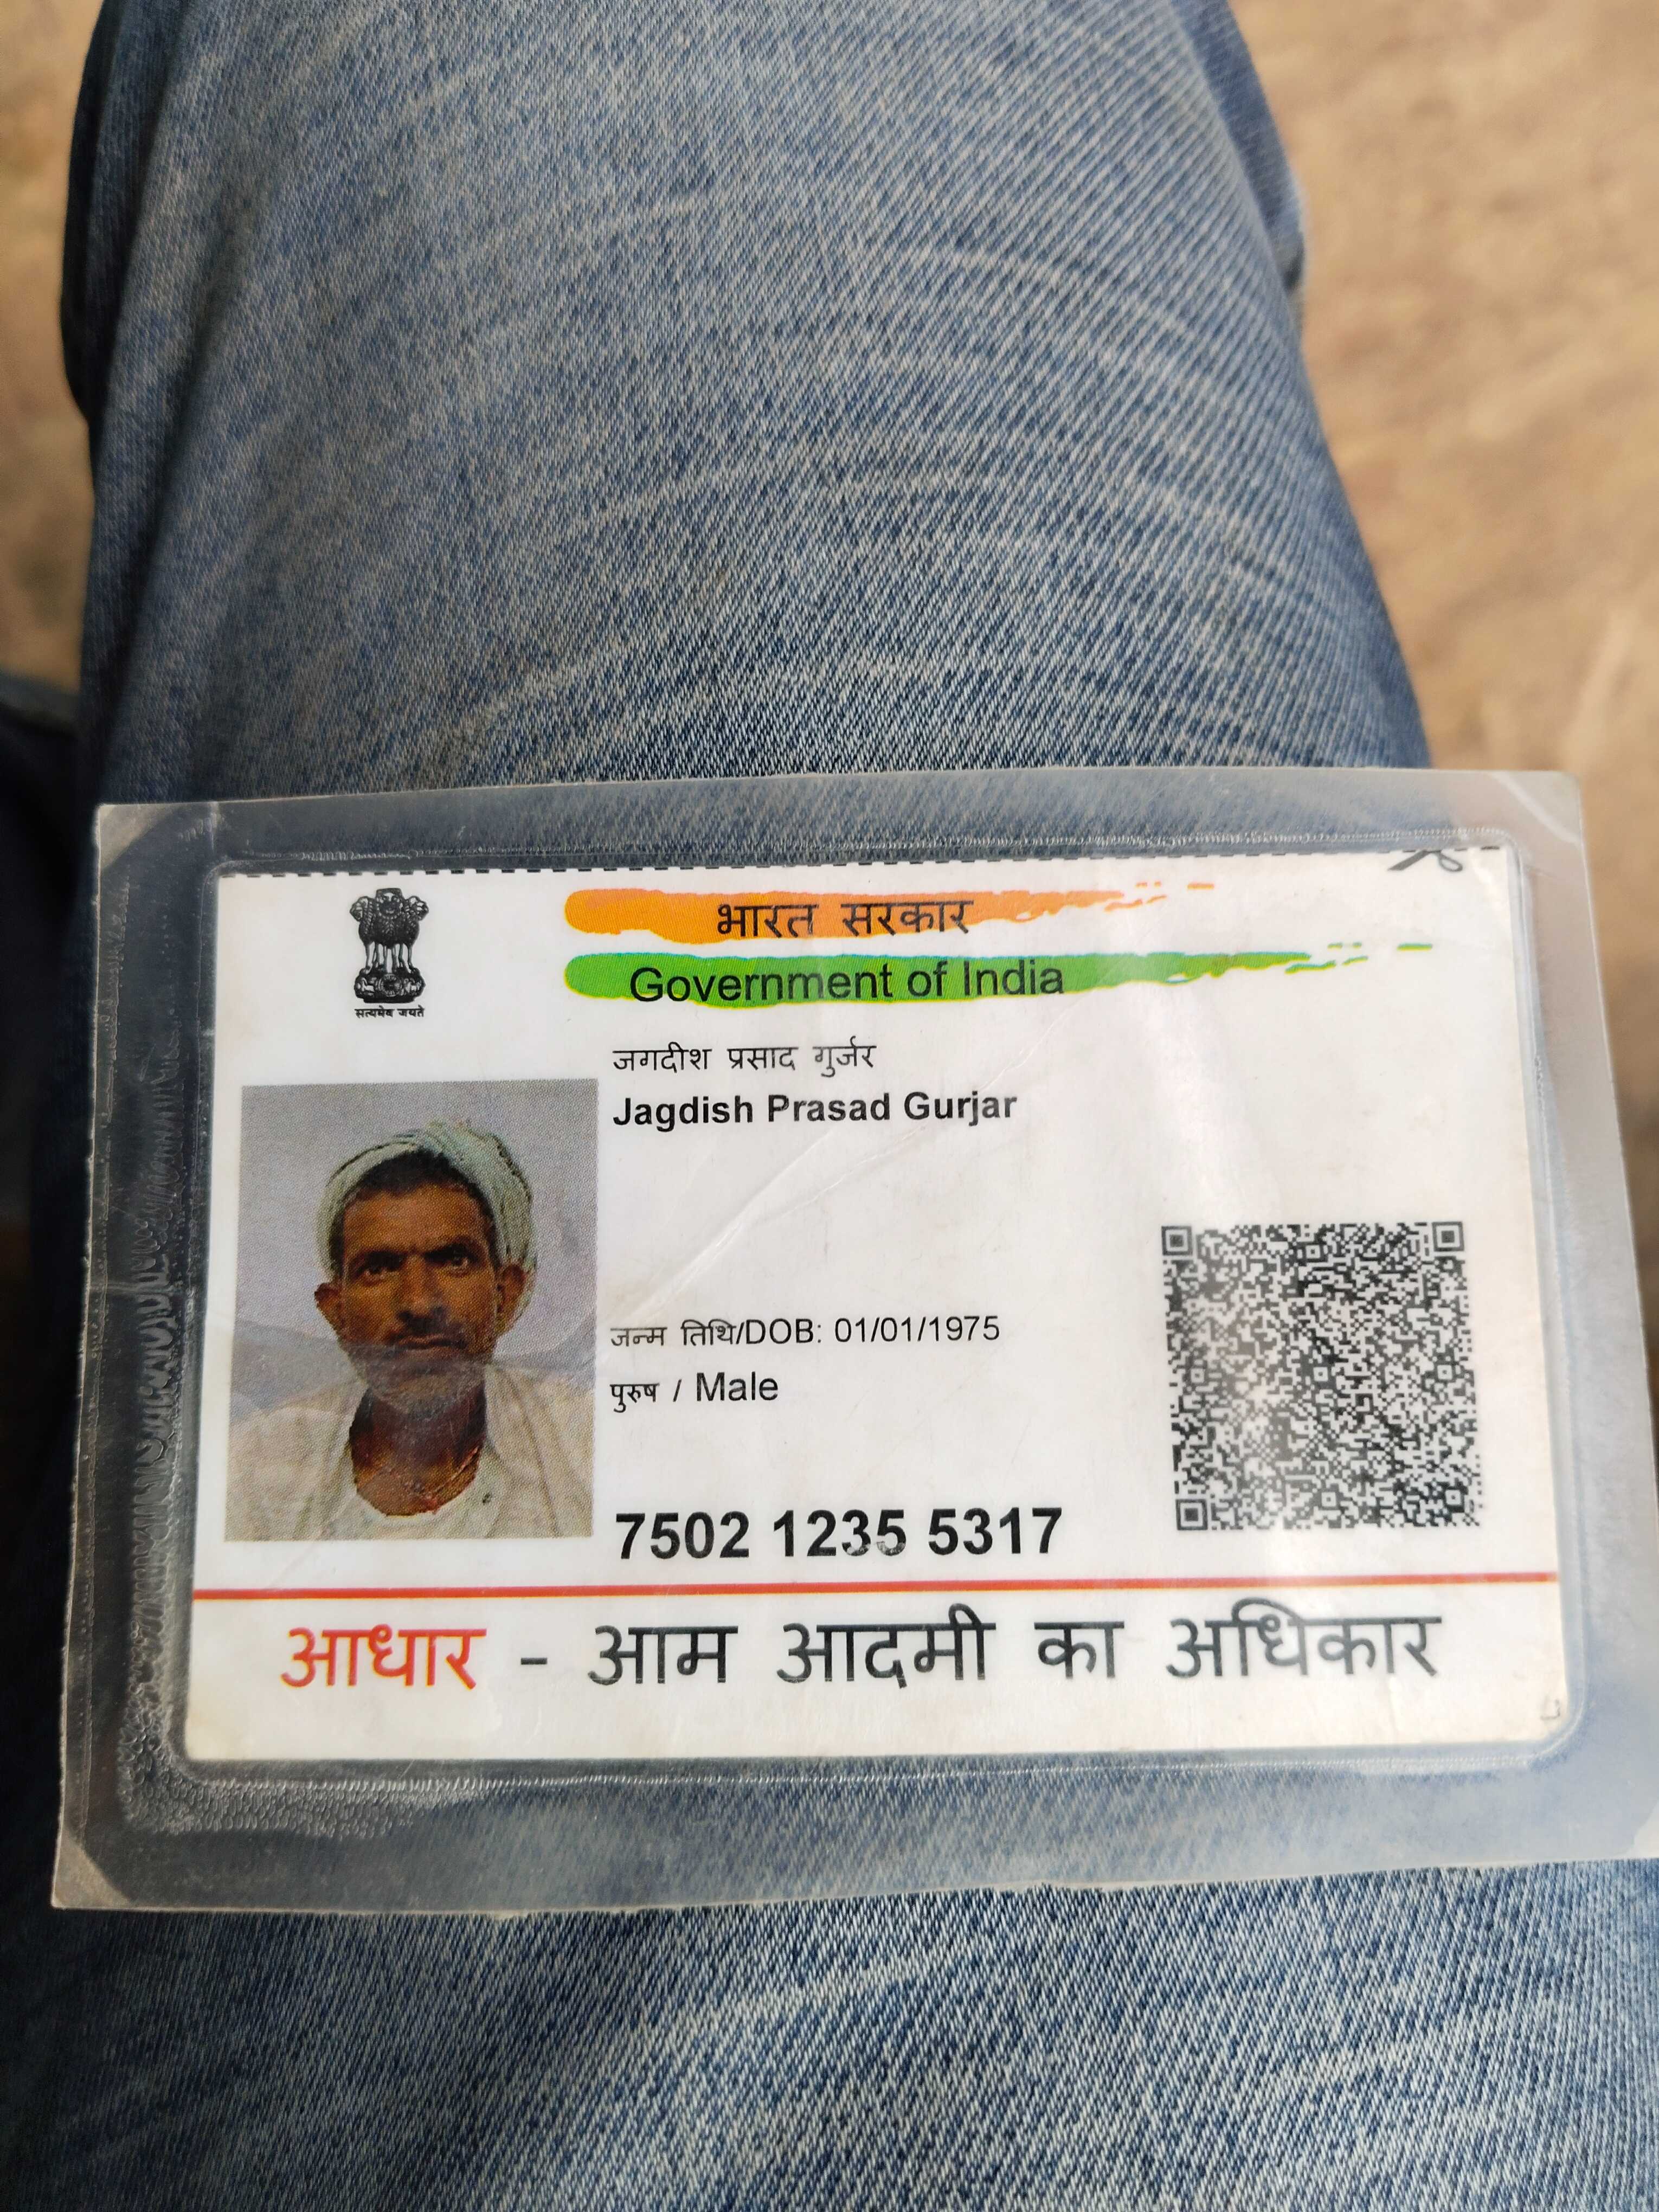 भारत सरकार
Government of India
सत्यमेव जयते
जगदीश प्रसाद गुर्जर
Jagdish Prasad Gurjar
जन्म तिथि/DOB: 01/01/1975
पुरुष / Male
7502 1235 5317
आधार - आम आदमी का अधिकार